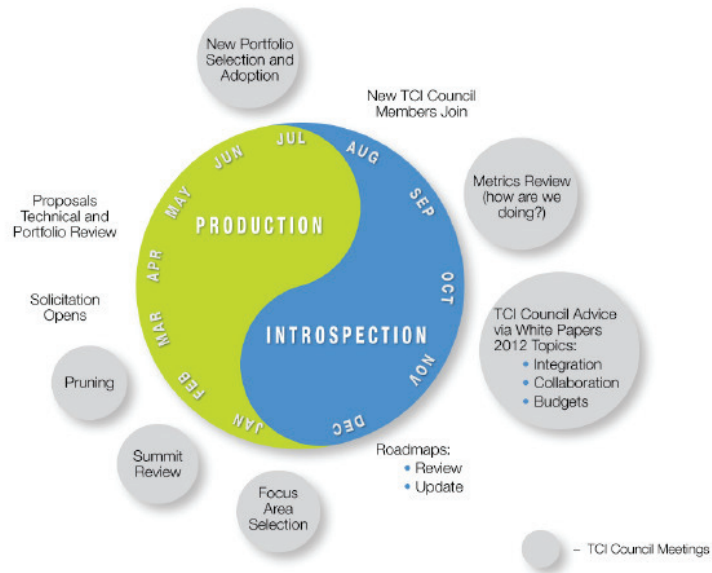 New Portfolio
Selection and
Adoption
New TCI Council
Members Join
Metrics Review
(how are we
doing?)
TCI Council Advice
via White Papers
2012 Topics:
• Integration
• Collaboration
• Budgets
Roadmaps:
• Review
• Update
Focus
Area
Selection
Summit
Review
Pruning
Solicitation
Opens
Proposals
Technical and
Portfolio Review
PRODUCTION
INTROSPECTION
JAN
FEB
MAR
APR
MAY
JUN
JUL
AUG
SEP
OCT
NOV
DEC
– TCI Council Meetings